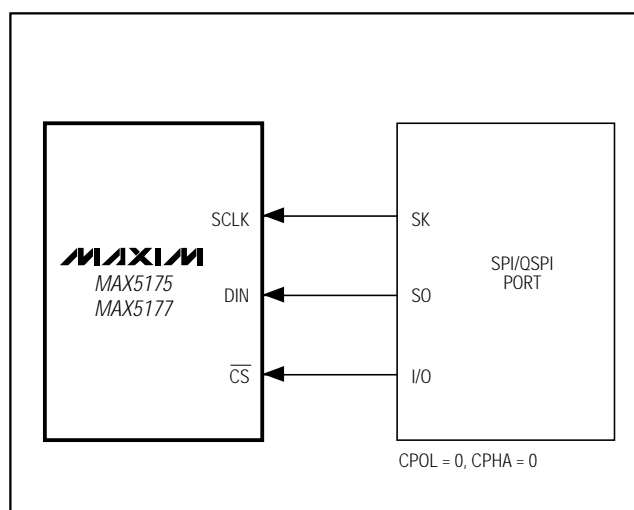 SCLK
SK
MAXIM
MAX5175
MAX5177
SPI/QSPI
PORT
DIN
SO
CS
I/O
CPOL = 0, CPHA = 0